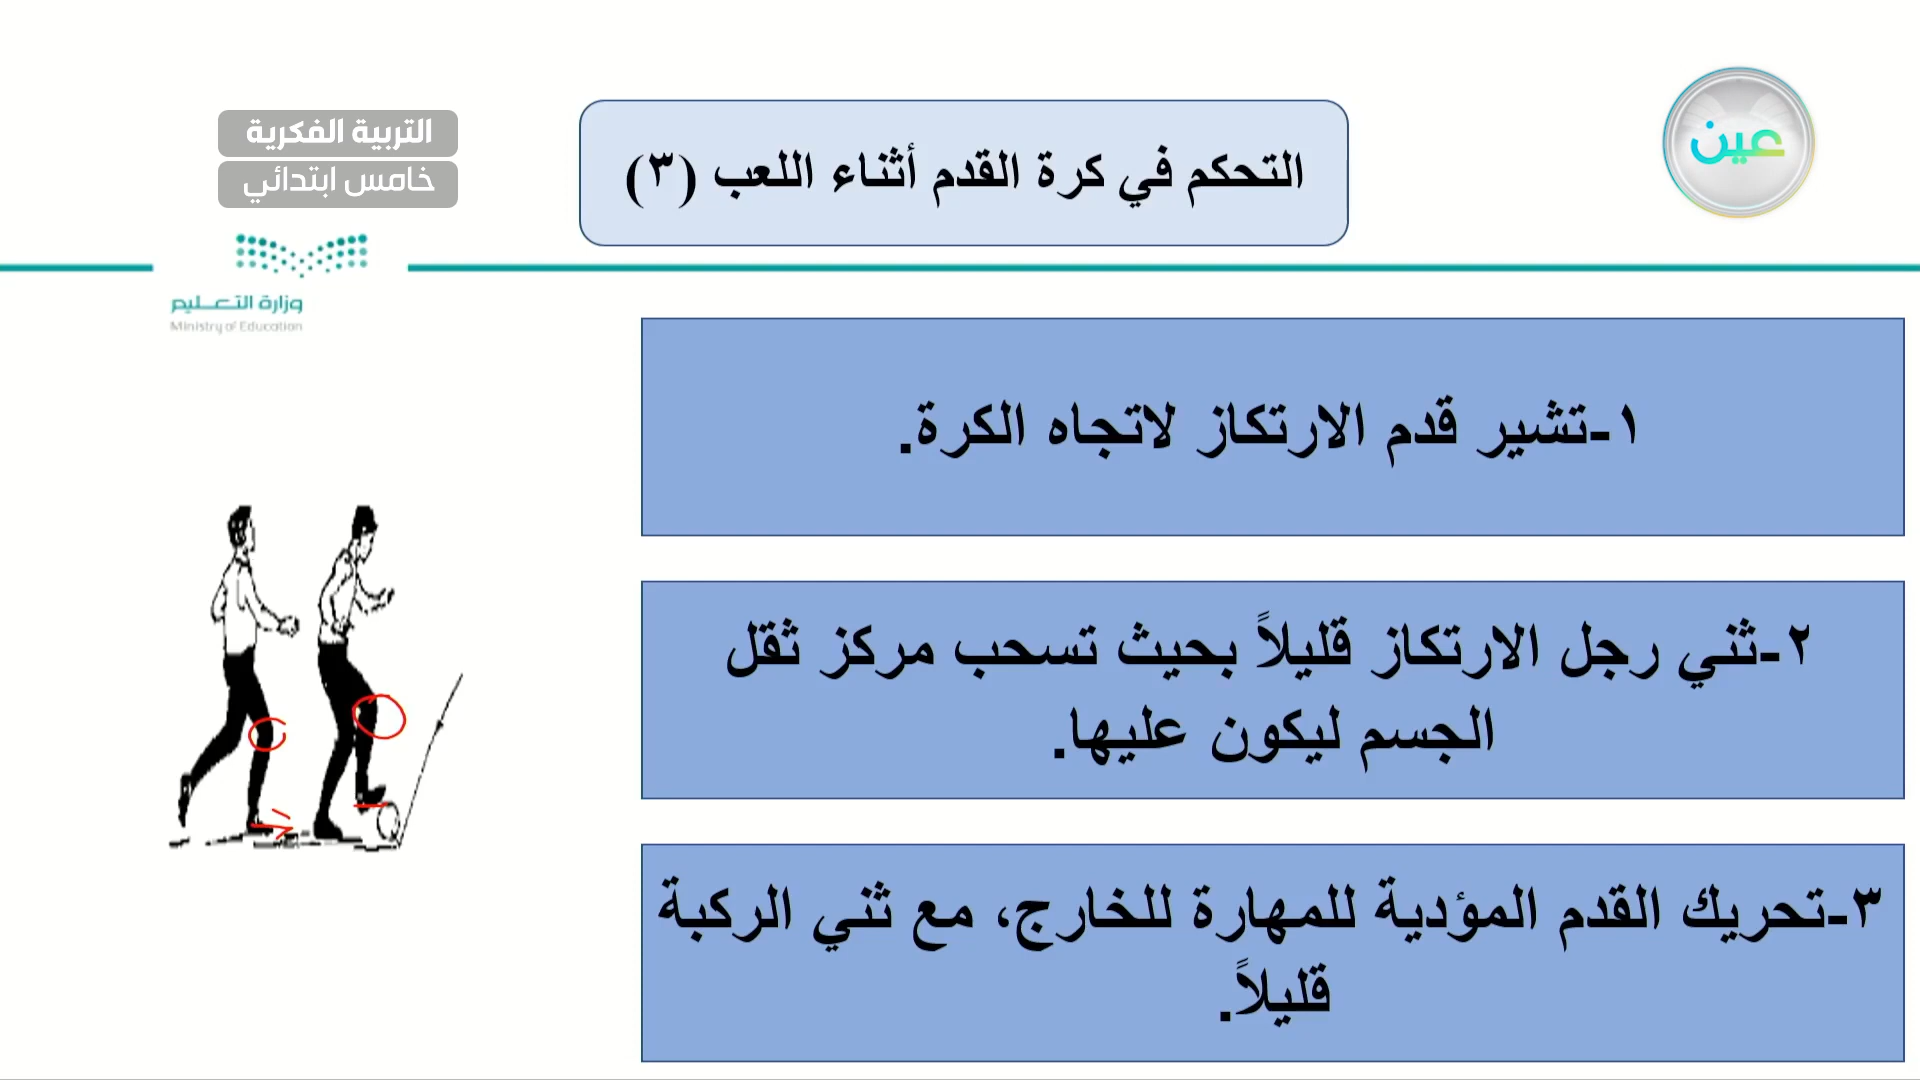 عين
التحكم في كرة القدم أثناء اللعب (٣)
التربية الفكرية
خامس ابتدائي
وزارة التعليم
Ministry of Education
١-تشير قدم الارتكاز لاتجاه الكرة.
٢-ثني رجل الارتكاز قليلاً بحيث تسحب مركز ثقل
الجسم ليكون عليها.
٣-تحريك القدم المؤدية للمهارة للخارج، مع ثني الركبة
قليلاً.